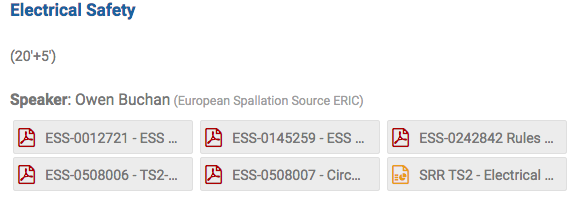 Electrical Safety
(20'+5')
Speaker: Owen Buchan (European Spallation Source ERIC)
ESS-0012721 - ESS ... ESS-0145259 - ESS ... ESS-0242842 Rules ...
ESS-0508006 - TS2-... ESS-0508007 - Circ... SRR TS2 - Electrical ...